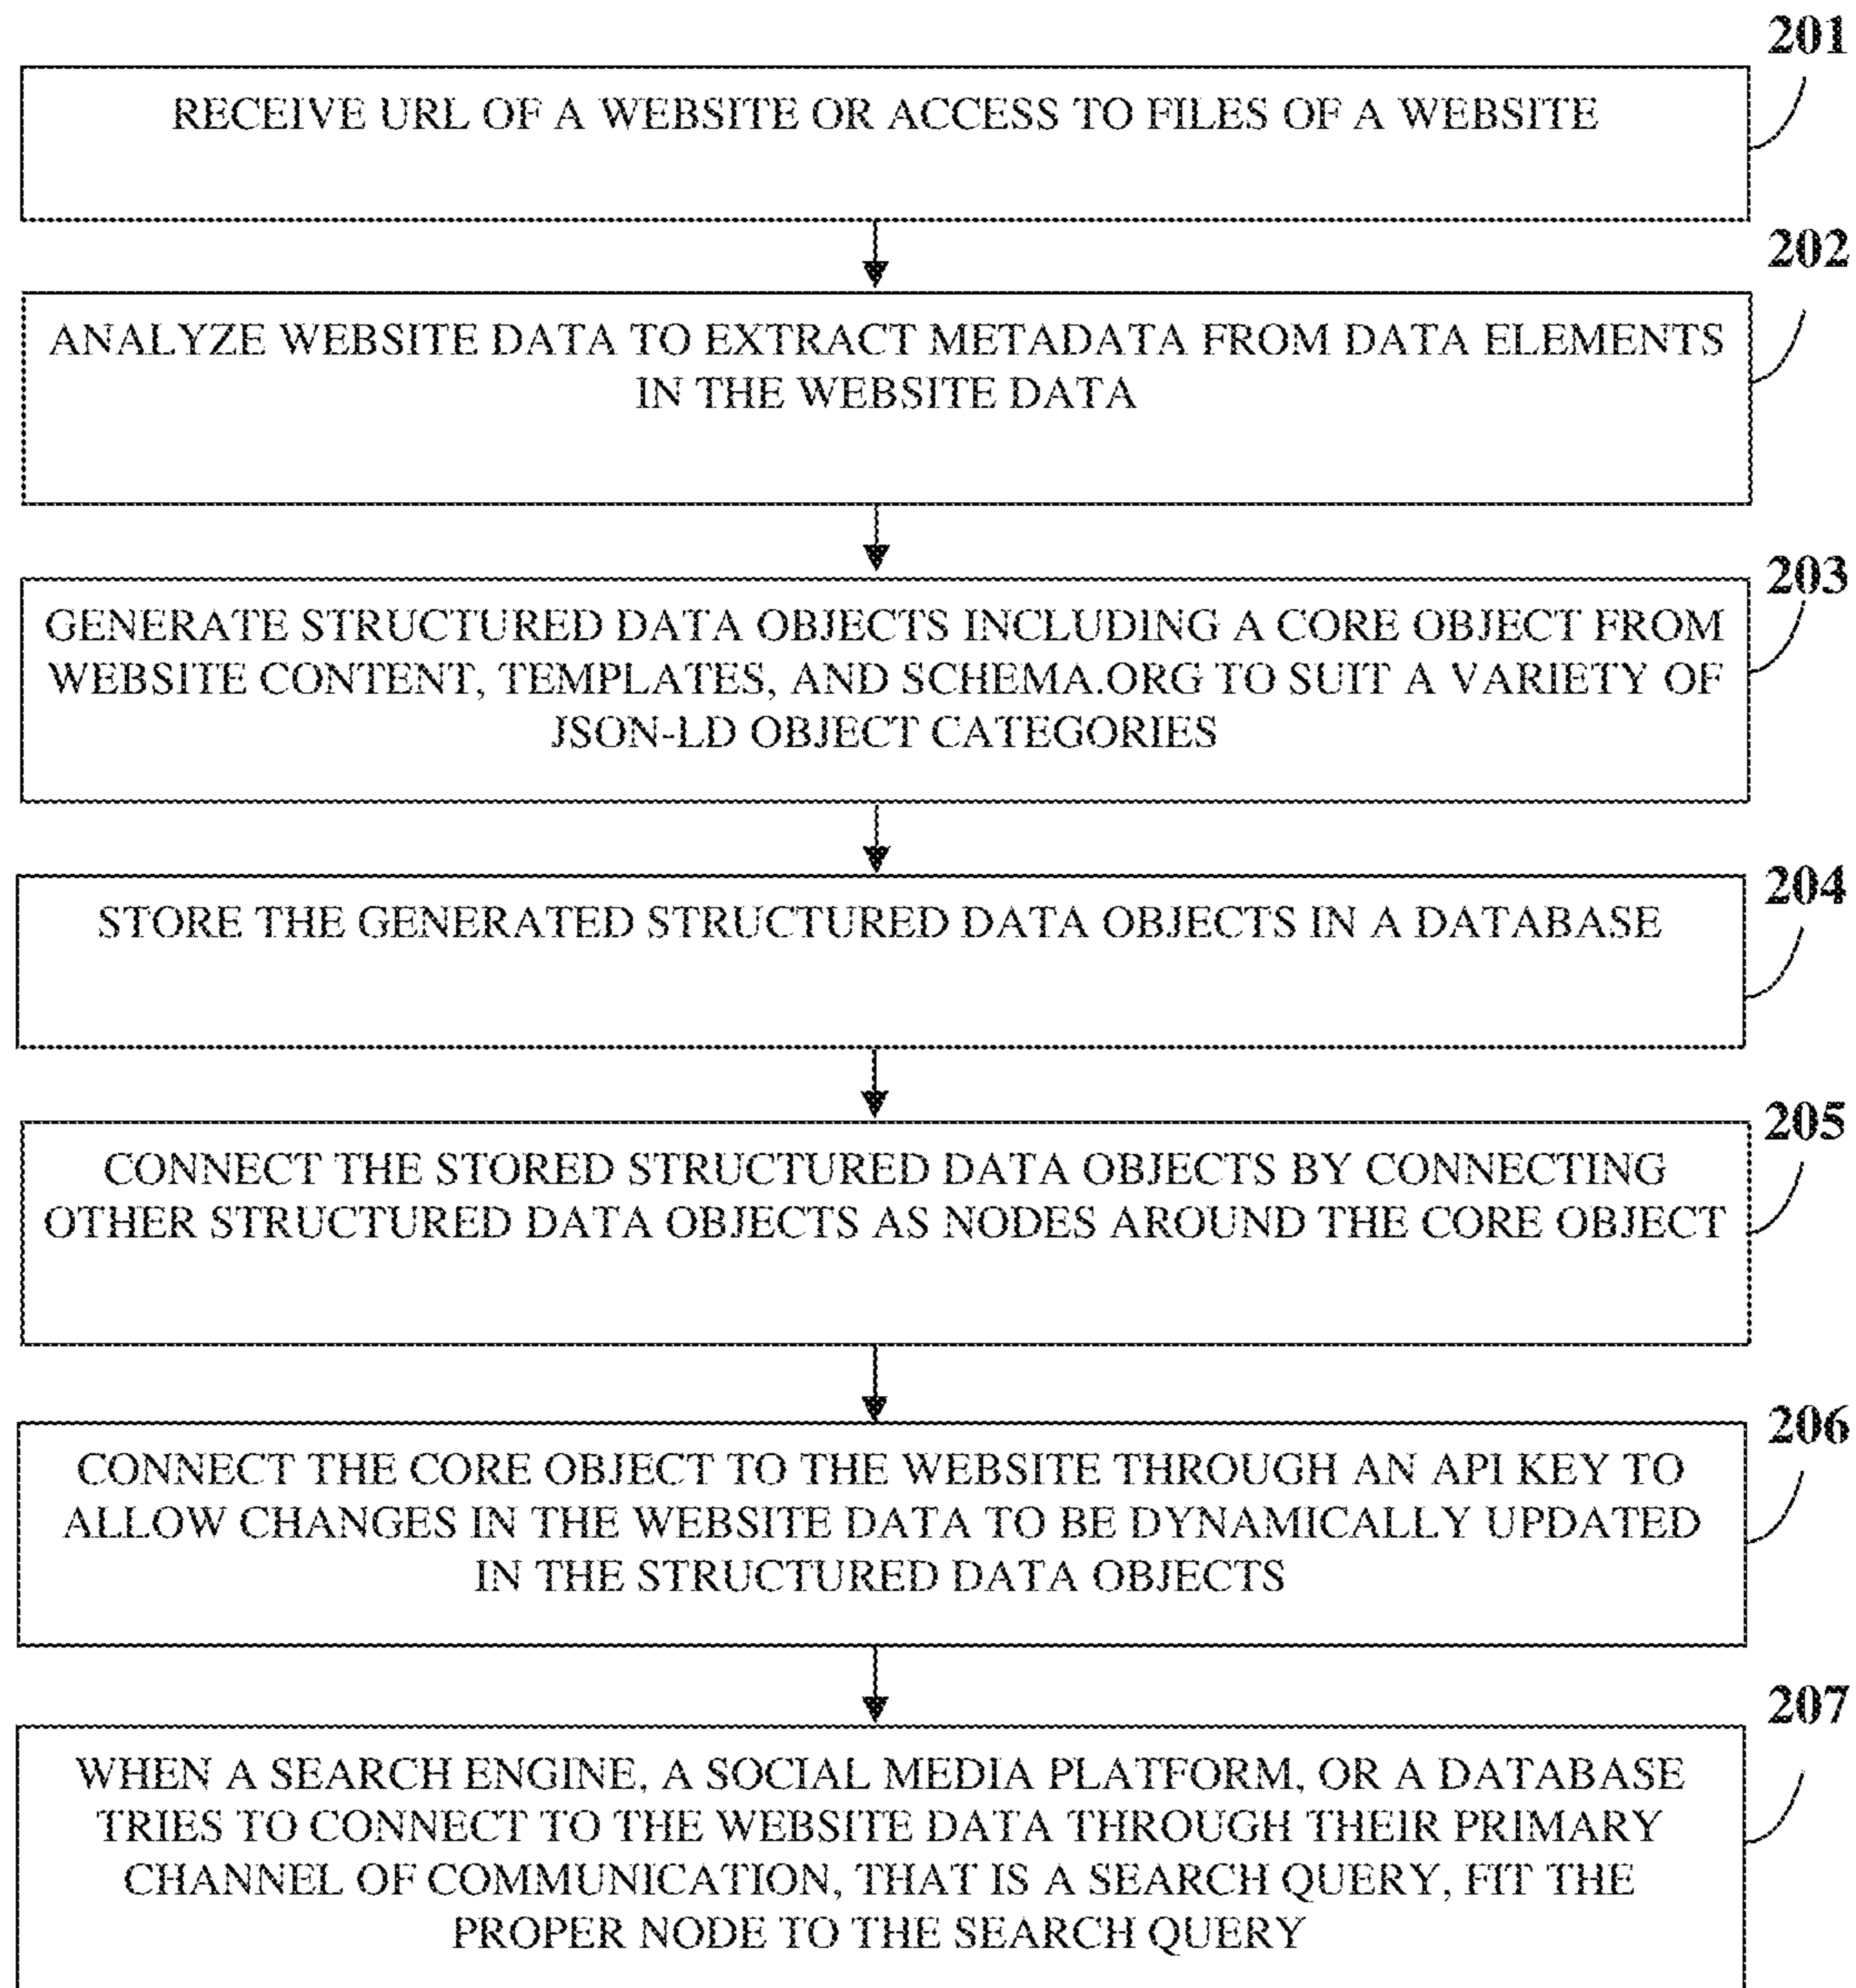 201
RECEIVE URL OF A WEBSITE OR ACCESS TO FILES OF A WEBSITE
202
ANALYZE WEBSITE DATA TO EXTRACT METADATA FROM DATA ELEMENTS
IN THE WEBSITE DATA
203
GENERATE STRUCTURED DATA OBJECTS INCLUDING A CORE OBJECT FROM
WEBSITE CONTENT, TEMPLATES, AND SCHEMA.ORG TO SUIT A VARIETY OF
JSON-LD OBJECT CATEGORIES
204
STORE THE GENERATED STRUCTURED DATA OBJECTS IN A DATABASE
205
CONNECT THE STORED STRUCTURED DATA OBJECTS BY CONNECTING
OTHER STRUCTURED DATA OBJECTS AS NODES AROUND THE CORE OBJECT
206
CONNECT THE CORE OBJECT TO THE WEBSITE THROUGH AN API KEY TO
ALLOW CHANGES IN THE WEBSITE DATA TO BE DYNAMICALLY UPDATED
IN THE STRUCTURED DATA OBJECTS
207
WHEN A SEARCH ENGINE, A SOCIAL MEDIA PLATFORM, OR A DATABASE
TRIES TO CONNECT TO THE WEBSITE DATA THROUGH THEIR PRIMARY
CHANNEL OF COMMUNICATION, THAT IS A SEARCH QUERY, FIT THE
PROPER NODE TO THE SEARCH QUERY